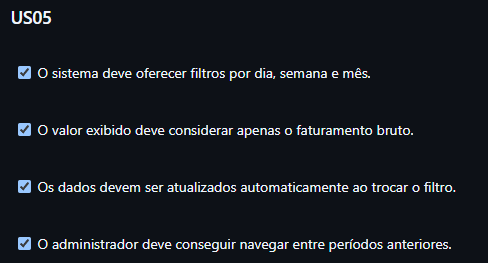 US05
O sistema deve oferecer filtros por dia, semana e mês.
O valor exibido deve considerar apenas o faturamento bruto.
Os dados devem ser atualizados automaticamente ao trocar o filtro.
O administrador deve conseguir navegar entre períodos anteriores.